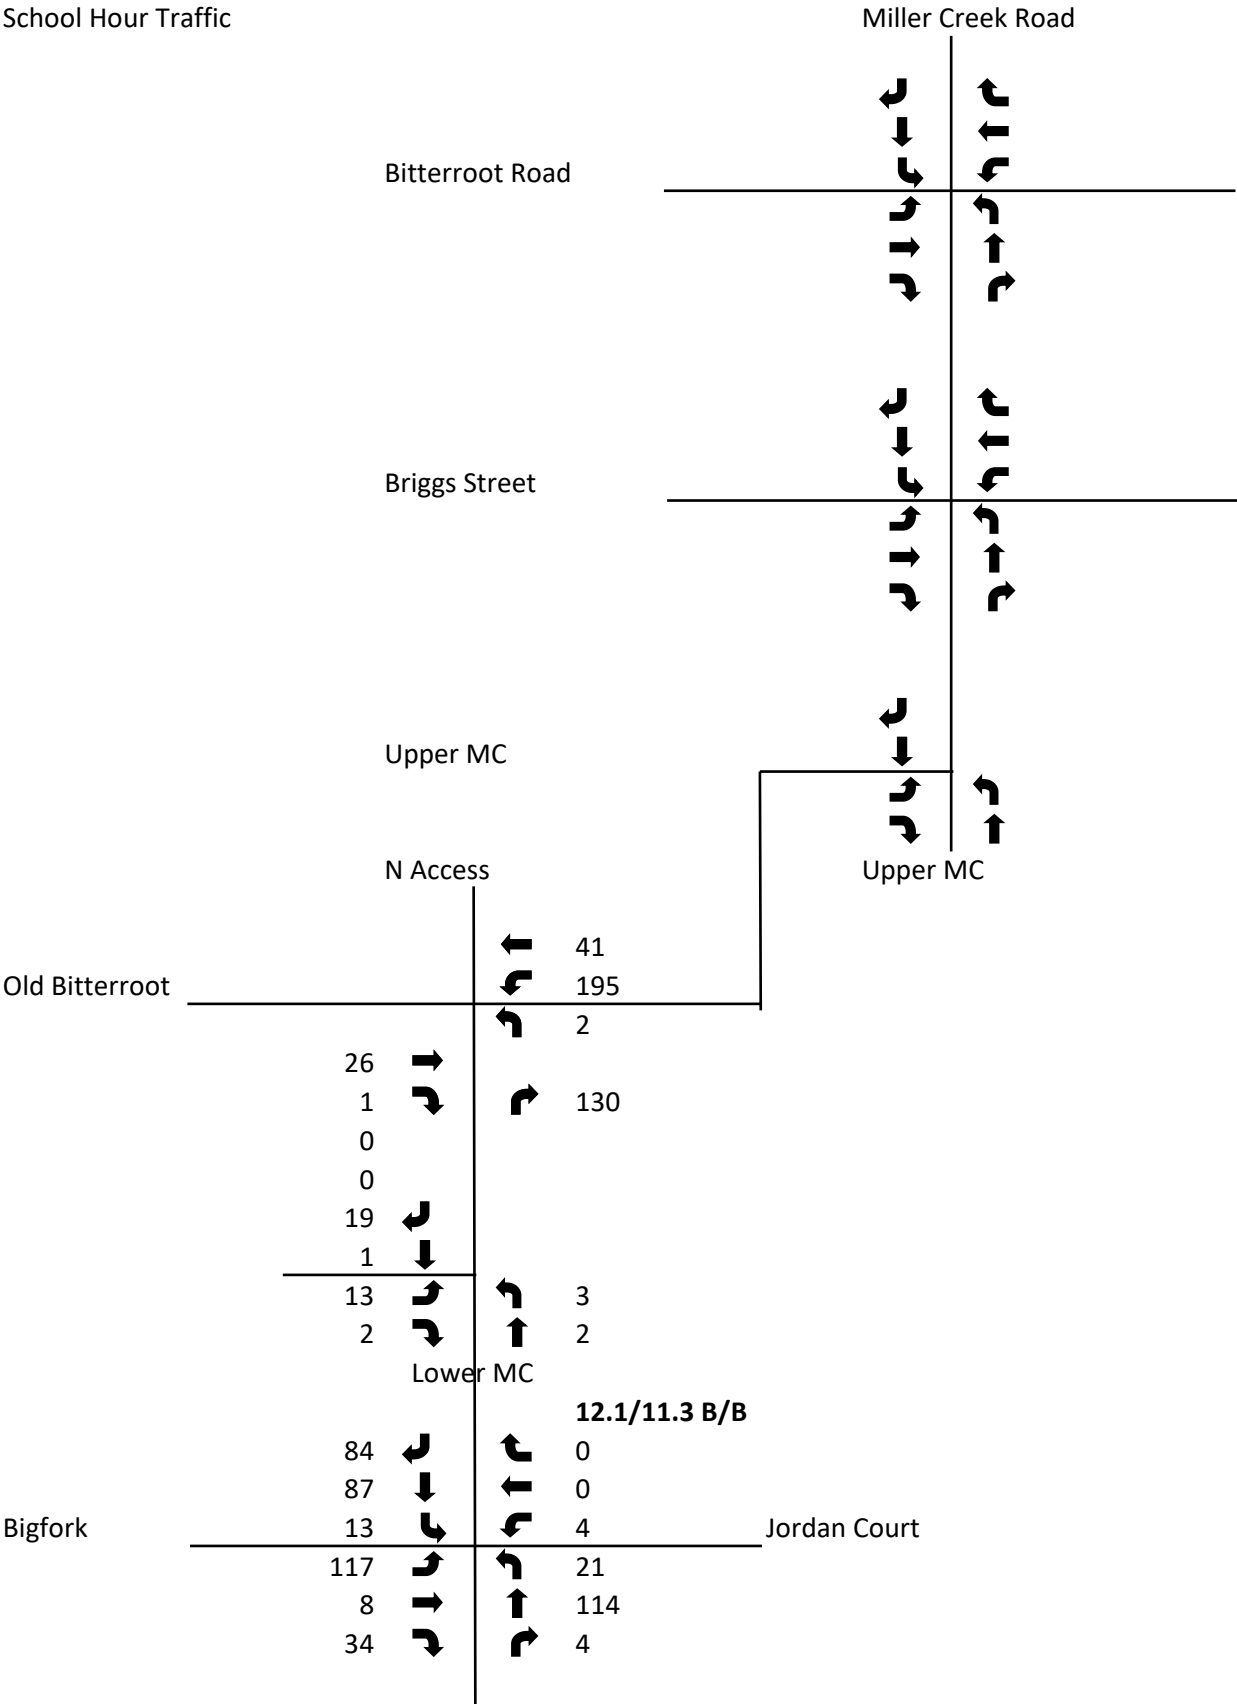 School Hour Traffic Miller Creek Road
Bitterroot Road
Briggs Street
Upper MC
N Access Upper MC
41
Old Bitterroot 195
2
26
1 130
0
0
19
1
13 3
2 2
Lower MC
12.1/11.3 B/B
84 0
87 0
Bigfork 13 4 Jordan Court
117 21
8 114
34 4